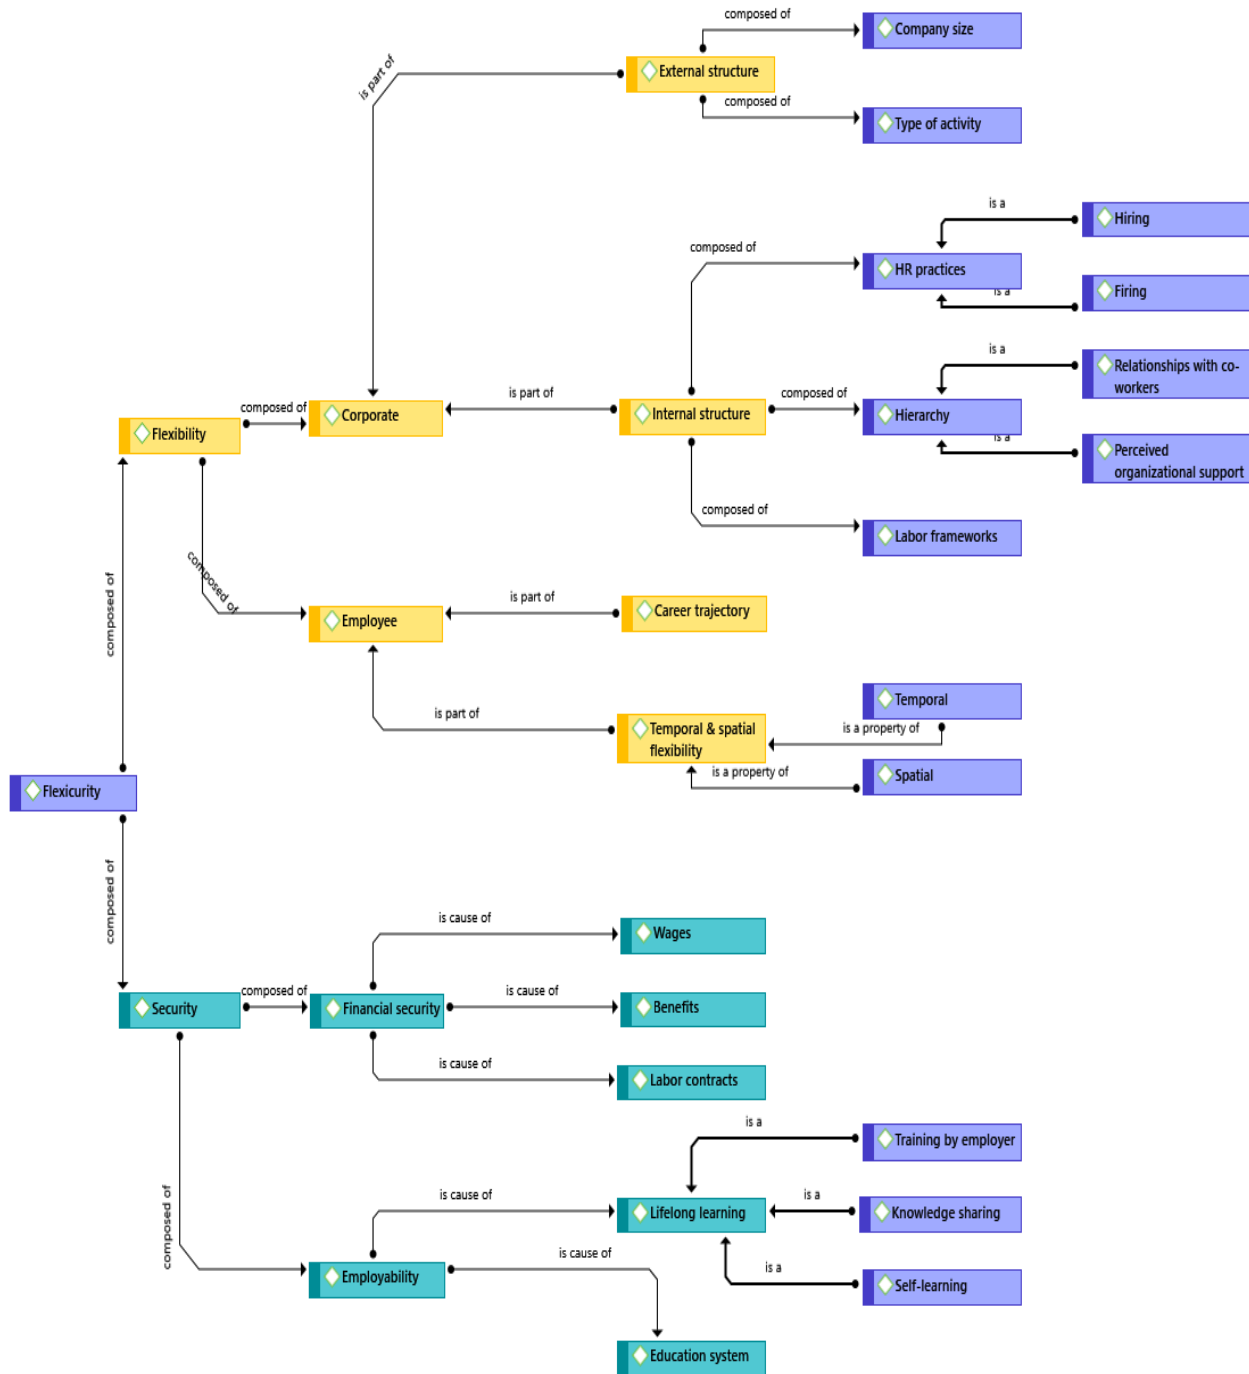 composed of
Company size
External structure
is part of
composed of
Type of activity
is a
Hiring
composed of
HR practices
is a
Firing
is a
Relationships with co-
workers
is part of
composed of
composed of
Corporate
Internal structure
Hierarchy
Flexibility
is a
Perceived
organizational support
composed of
Labor frameworks
composed of
composed of
is part of
Career trajectory
Employee
Temporal
is part of
Temporal & spatial
flexibility
is a property of
is a property of
Spatial
Flexicurity
composed of
is cause of
Wages
composed of
is cause of
Security
Financial security
Benefits
is cause of
Labor contracts
is a
Training by employer
composed of
is cause of
is a
Lifelong learning
Knowledge sharing
is cause of
is a
Employability
Self-learning
Education system